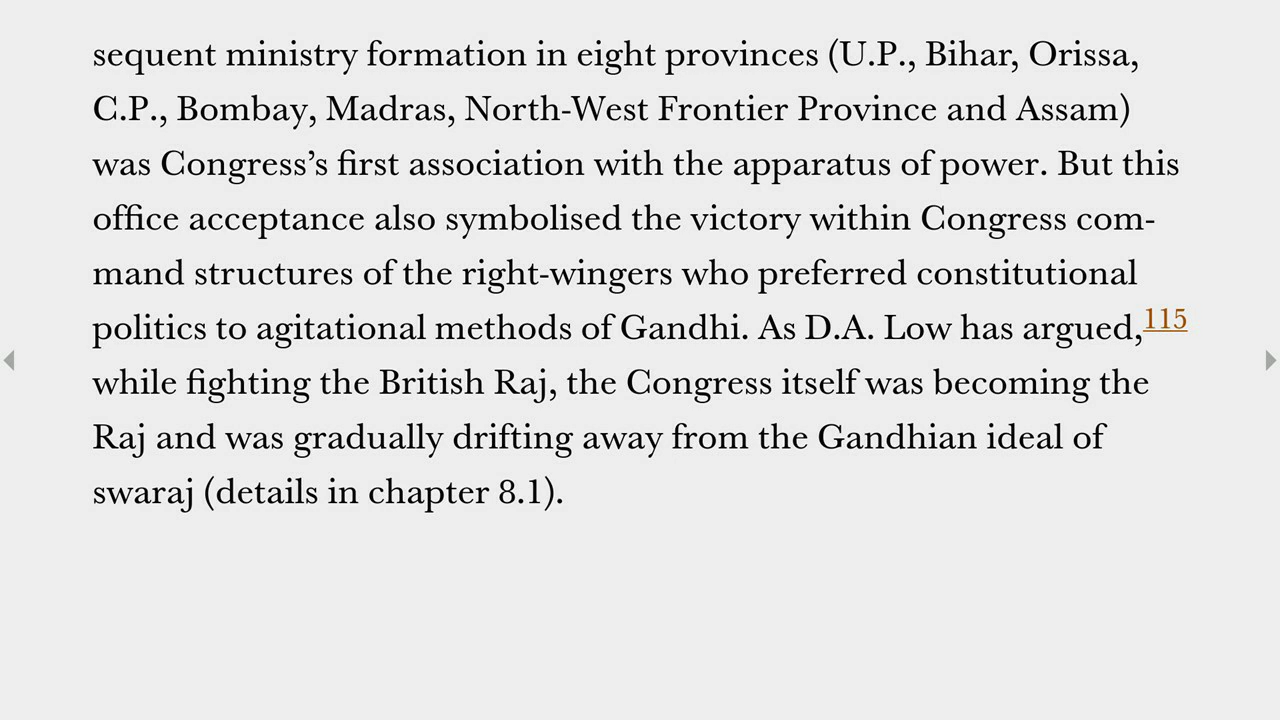 sequent ministry formation in eight provinces (U.P., Bihar, Orissa,
C.P., Bombay, Madras, North-West Frontier Province and Assam)
was Congress’s first association with the apparatus of power. But this
office acceptance also symbolised the victory within Congress com-
mand structures of the right-wingers who preferred constitutional
politics to agitational methods of Gandhi. As D.A. Low has argued,115
while fighting the British Raj, the Congress itself was becoming the
Raj and was gradually drifting away from the Gandhian ideal of
swaraj (details in chapter 8.1).